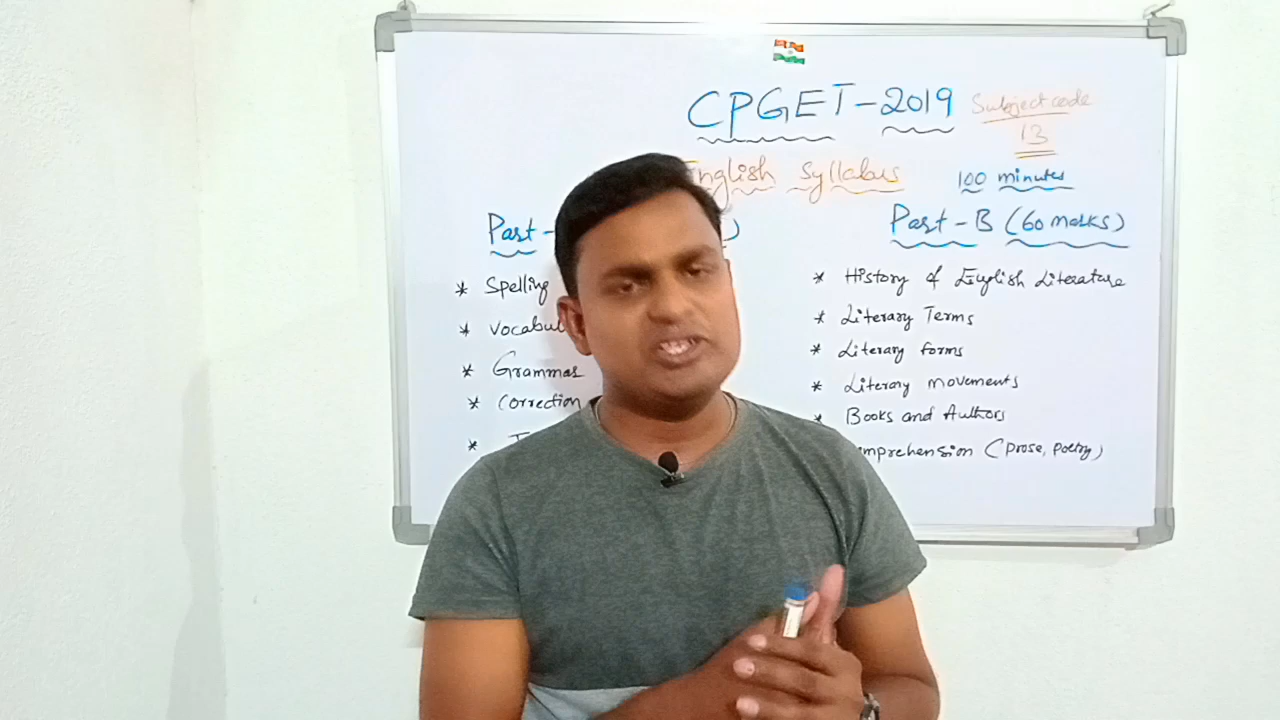 CPGET-2019
Subject code
13
English Syllabus
100 minutes
Part-
Part-B (60 marks)
* Spelling
* Vocabul
* Grammar
* Correction
* History of English Literature
* Literary Terms
* Literary forms
* Literary movements
* Books and Authors
omprehension (prose, poetry)